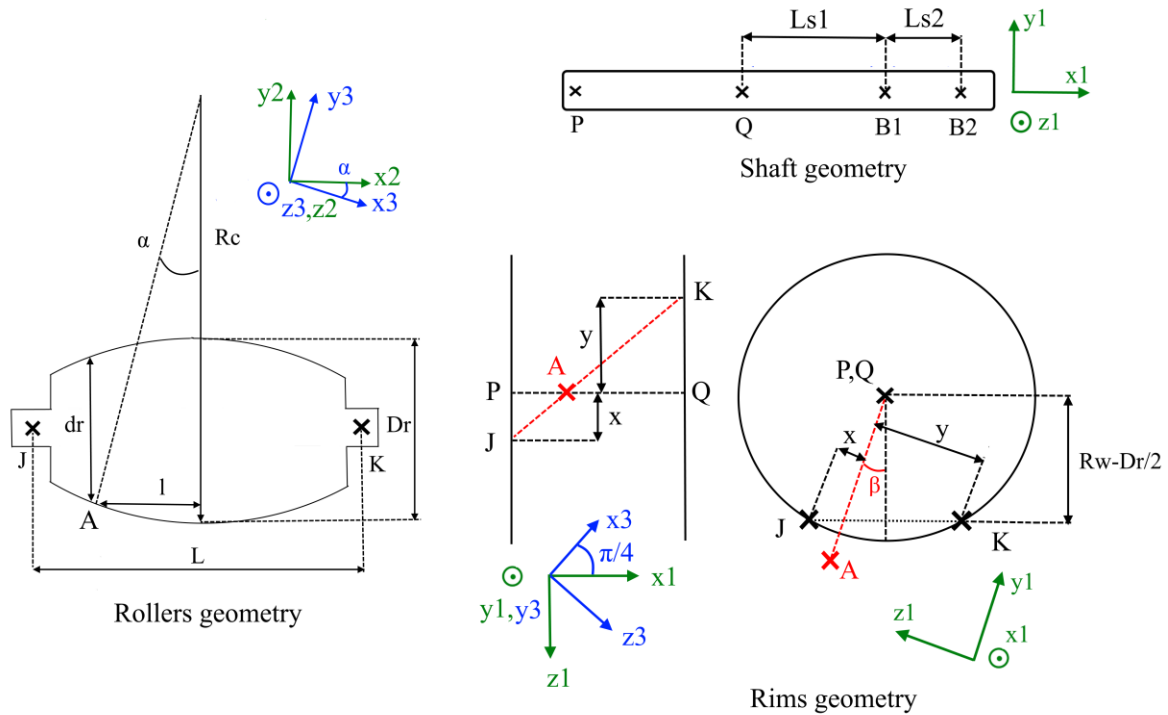 Ls1
Ls2
y1
x1
z1
P
Q
B1
B2
Shaft geometry
y2
y3
α
x2
x3
z3,z2
α
Rc
dr
Dr
J
K
A
l
L
Rollers geometry
K
y
A
P
Q
x
J
x3
π/4
x1
y1,y3
z3
z1
P,Q
x
y
β
Rw-Dr/2
J
K
A
y1
z1
x1
Rims geometry